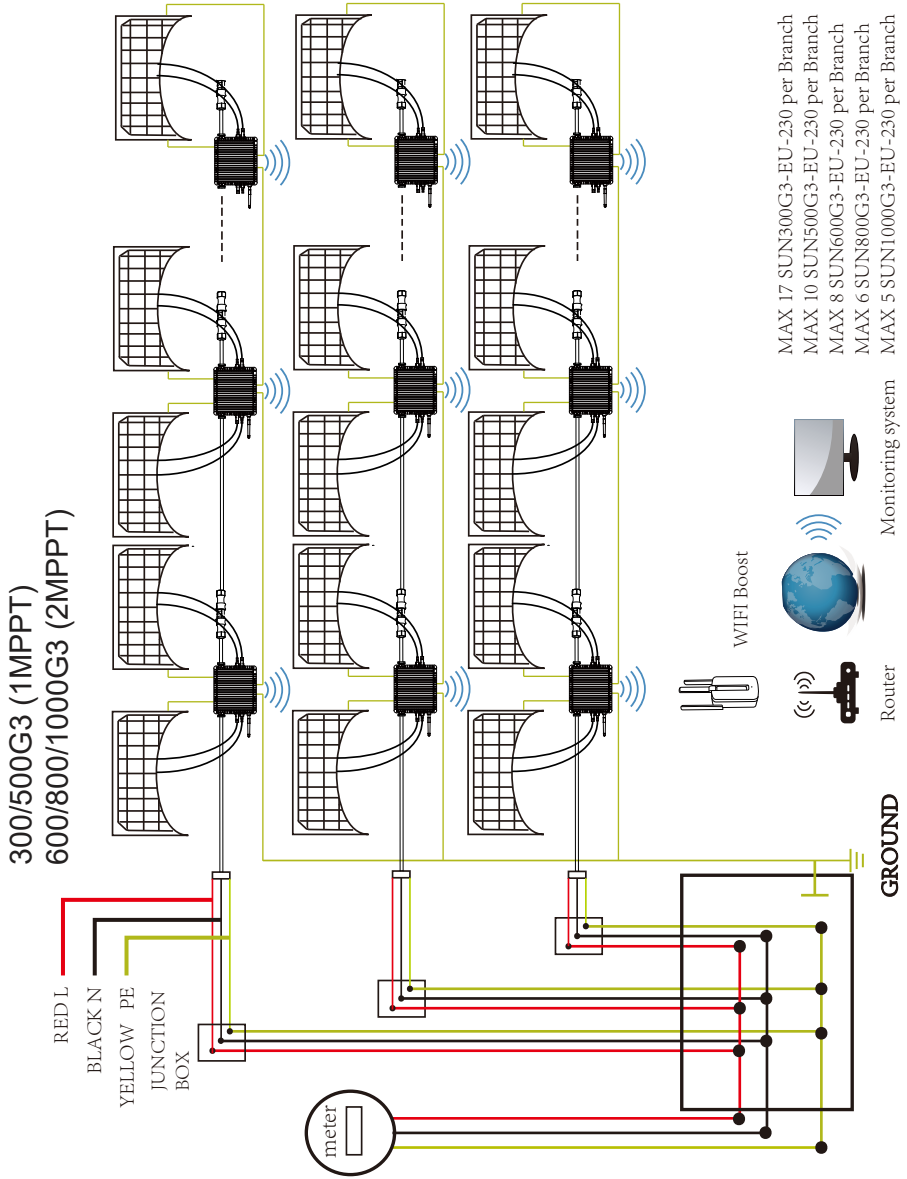 300/500G3 (1MPPT)
600/800/1000G3 (2MPPT)
RED L
BLACK N
YELLOW PE
JUNCTION
BOX
meter
GROUND
WIFI Boost
Router
Monitoring system
MAX 17 SUN300G3-EU-230 per Branch
MAX 10 SUN500G3-EU-230 per Branch
MAX 8 SUN600G3-EU-230 per Branch
MAX 6 SUN800G3-EU-230 per Branch
MAX 5 SUN1000G3-EU-230 per Branch